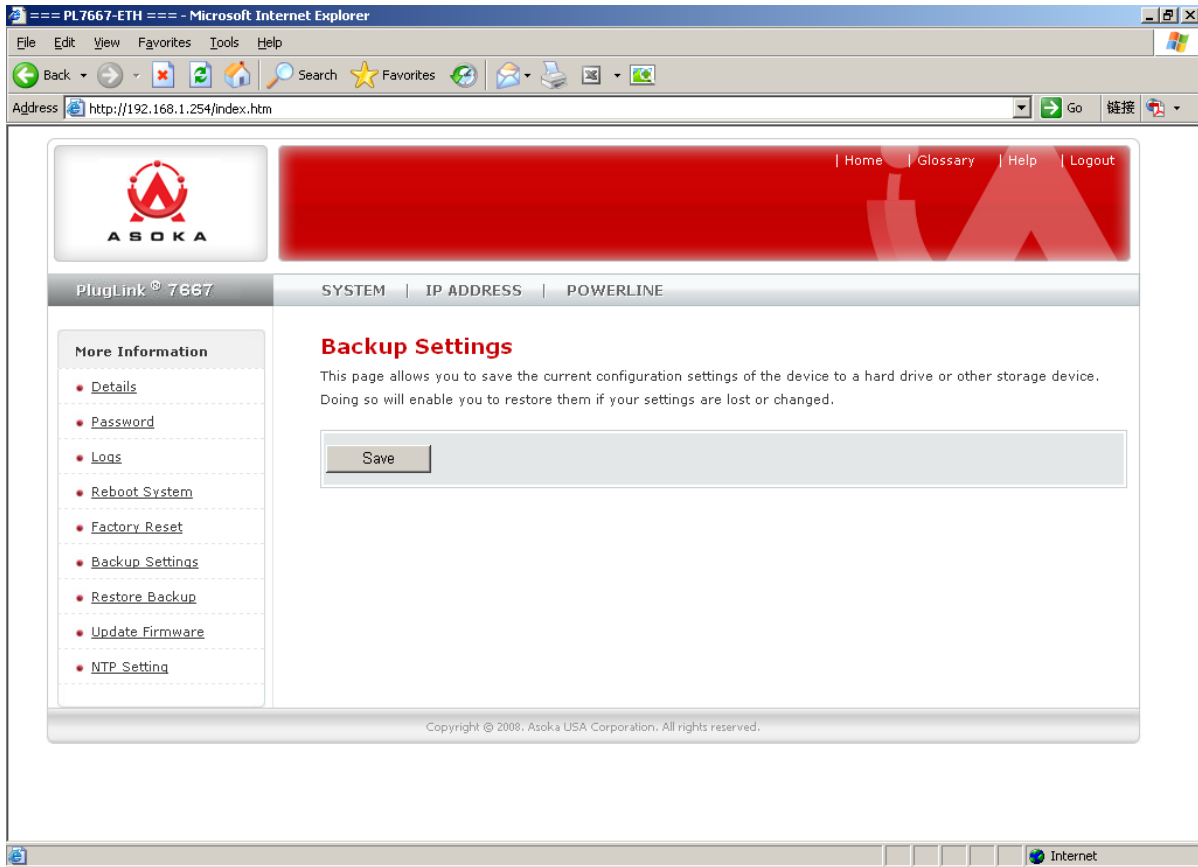 === PL7667-ETH === - Microsoft Internet Explorer
File Edit View Favorites Tools Help
Back Search Favorites
Address http://192.168.1.254/index.htm Go 链接
| Home | Glossary | Help | Logout
ASOKA
PlugLink ® 7667
SYSTEM | IP ADDRESS | POWERLINE
More Information
Details
Password
Logs
Reboot System
Factory Reset
Backup Settings
Restore Backup
Update Firmware
NTP Setting
Backup Settings
This page allows you to save the current configuration settings of the device to a hard drive or other storage device.
Doing so will enable you to restore them if your settings are lost or changed.
Save
Copyright © 2008. Asoka USA Corporation. All rights reserved.
Internet